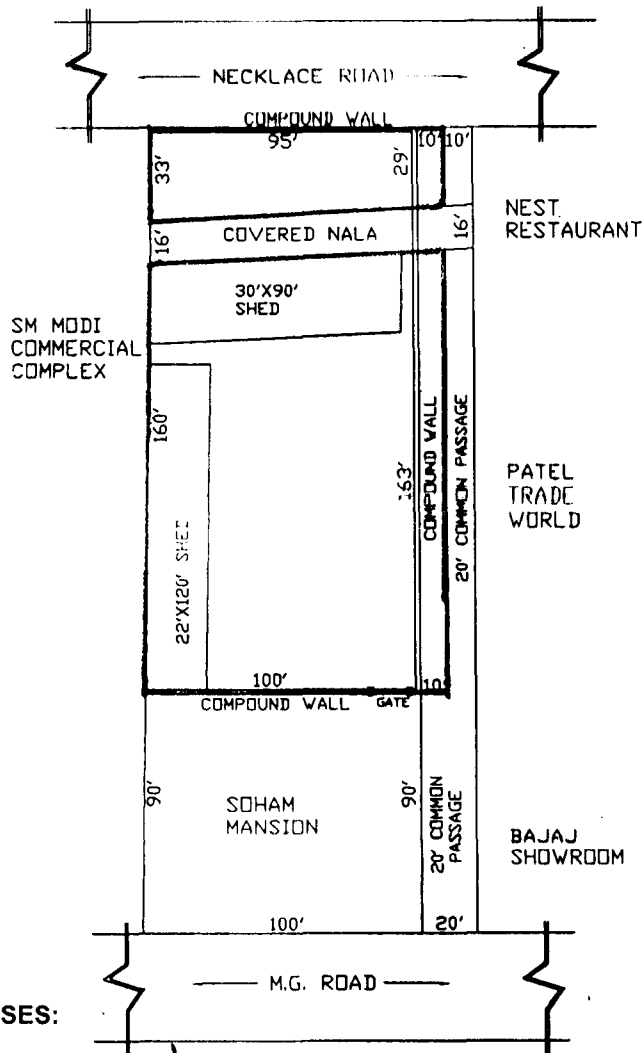 NECKLACE ROAD
COMPOUND WALL
95'
10'
10'
33'
29'
16'
COVERED NALA
16'
NEST
RESTAURANT
30'X90'
SHED
SM MODI
COMMERCIAL
COMPLEX
160'
163'
COMPOUND WALL
20' COMMON PASSAGE
PATEL
TRADE
WORLD
22'X120' SHED
100'
10'
COMPOUND WALL
GATE
90'
SOHAM
MANSION
90'
20' COMMON
PASSAGE
BAJAJ
SHOWROOM
100'
20'
M.G. ROAD
SES: